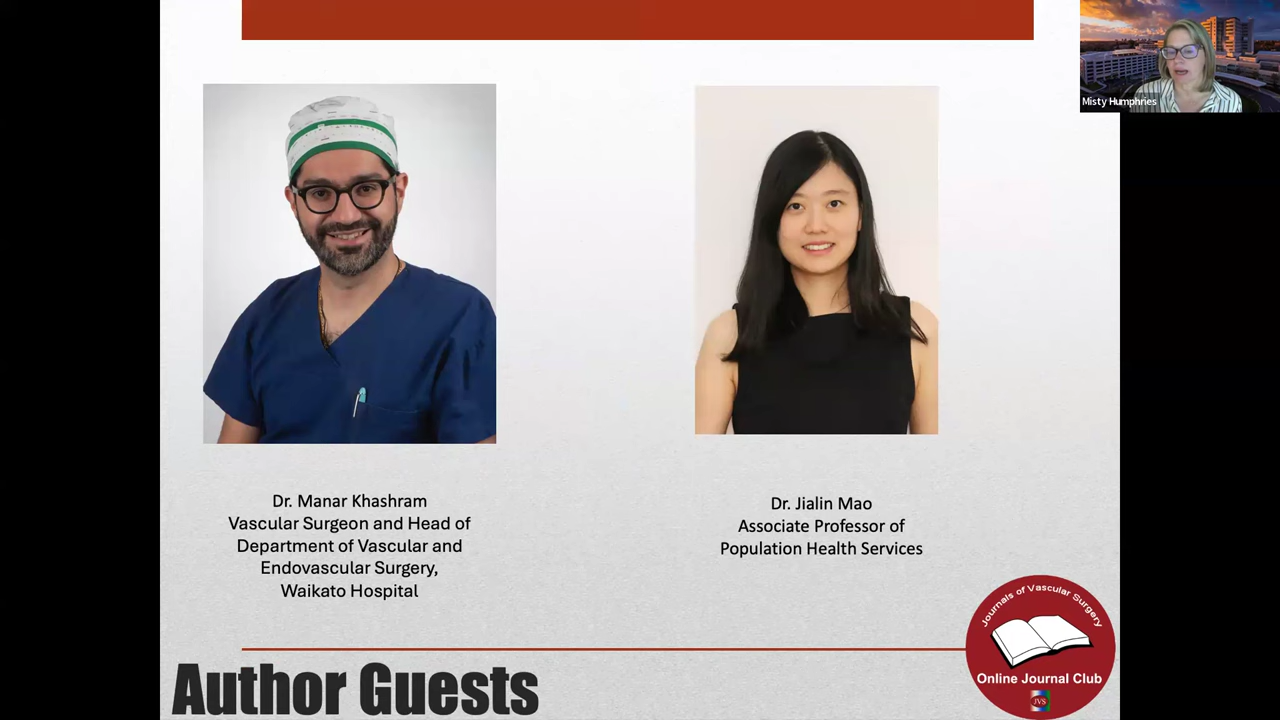 Misty Humphries
Dr. Manar Khashram
Vascular Surgeon and Head of
Department of Vascular and
Endovascular Surgery,
Waikato Hospital
Dr. Jialin Mao
Associate Professor of
Population Health Services
Journals of Vascular Surgery
Online Journal Club
JVS
Author Guests